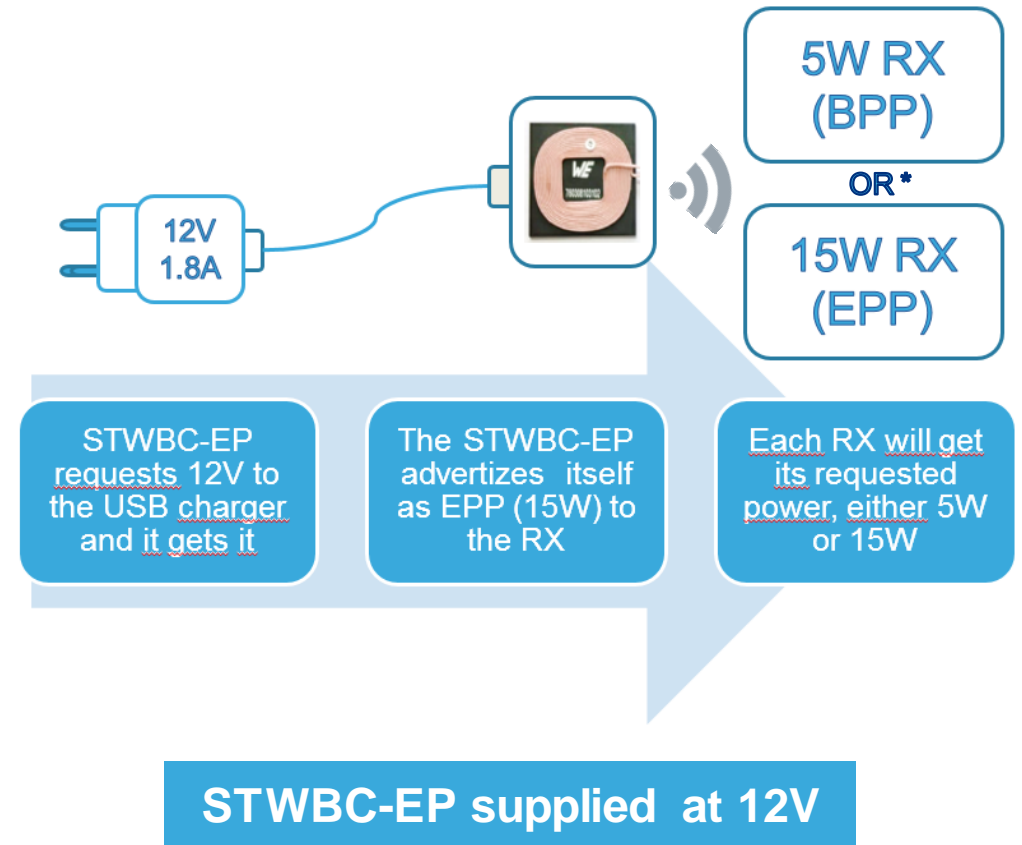 5W RX
(BPP)
OR *
15W RX
(EPP)
12V
1.8A
WE
STWBC-EP
requests 12V to
the USB charger
and it gets it
The STWBC-EP
advertizes itself
as EPP (15W) to
the RX
Each RX will get
its requested
power, either 5W
or 15W
STWBC-EP supplied at 12V